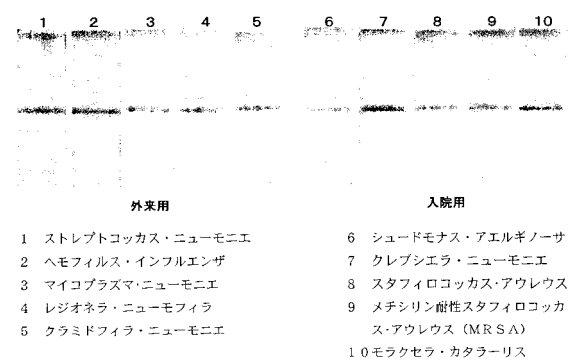 1 2 3 4 5 6 7 8 9 10
外来用
1 ストレプトコッカス・ニューモニエ
2 ヘモフィルス・インフルエンザ
3 マイコプラズマ・ニューモニエ
4 レジオネラ・ニューモフィラ
5 クラミドフィラ・ニューモニエ
入院用
6 シュードモナス・アエルギノーサ
7 クレブシエラ・ニューモニエ
8 スタフィロコッカス・アウレウス
9 メチシリン耐性スタフィロコッカ
ス・アウレウス（MRSA）
10モラクセラ・カタラーリス